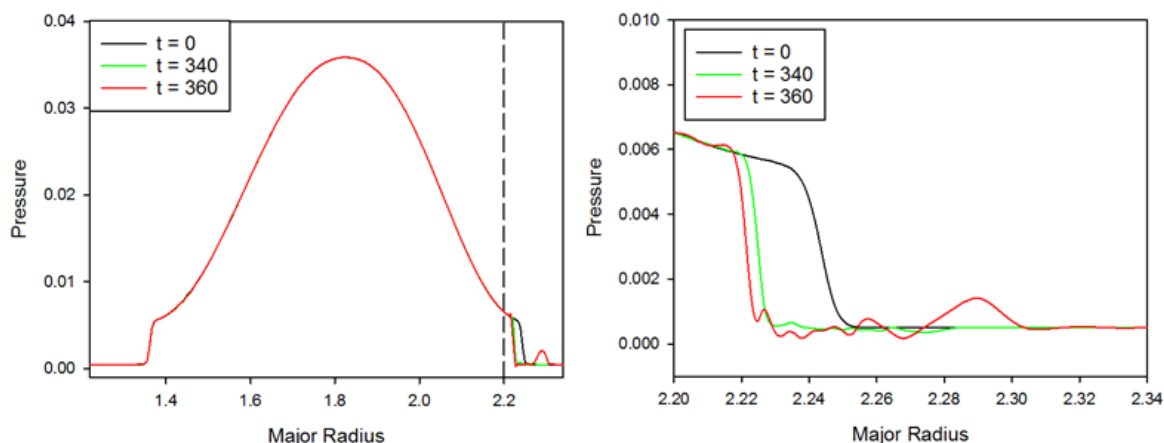 0.04
0.03
0.02
0.01
0.00
Pressure
t = 0
t = 340
t = 360
1.4 1.6 1.8 2.0 2.2
Major Radius
0.010
0.008
0.006
0.004
0.002
0.000
Pressure
t = 0
t = 340
t = 360
2.20 2.22 2.24 2.26 2.28 2.30 2.32 2.34
Major Radius